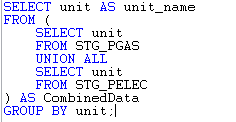 SELECT unit AS unit_name
FROM (
    SELECT unit
    FROM STG_PGAS
    UNION ALL
    SELECT unit
    FROM STG_PELEC
) AS CombinedData
GROUP BY unit;